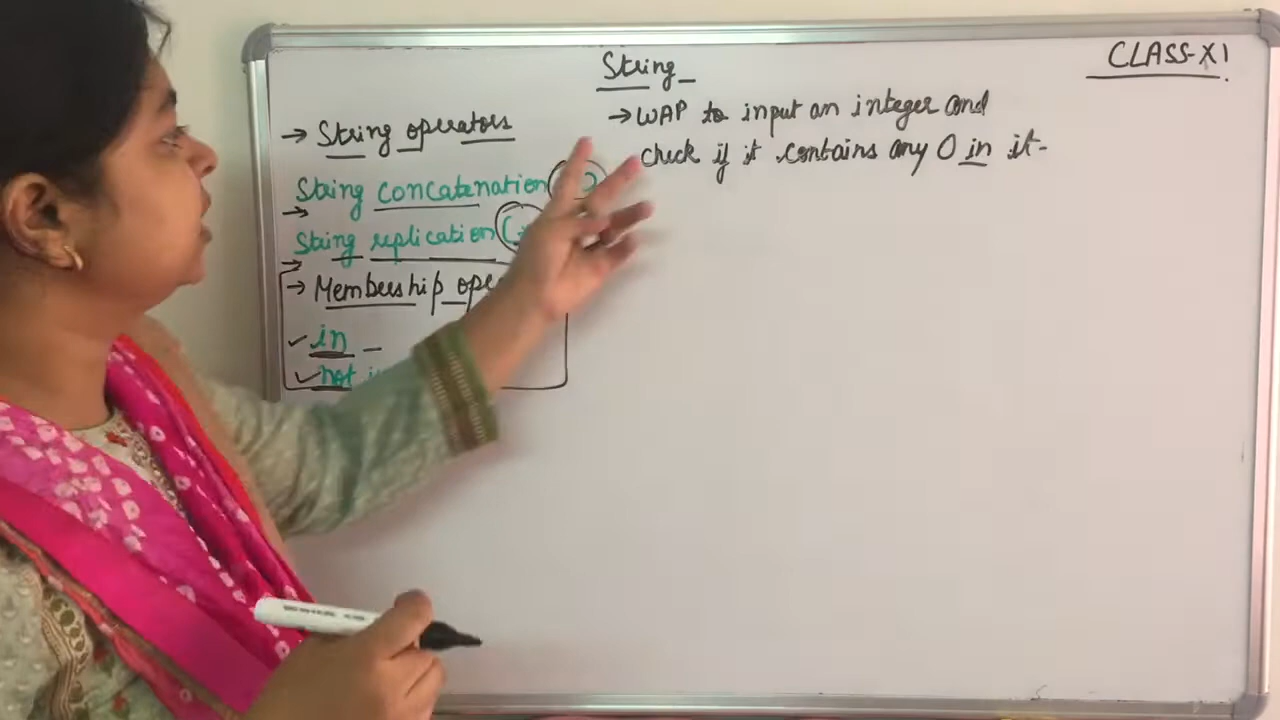 String
CLASS-XI
→ String operators
String concatenation
→ String replication (
→ Membership
✓ in
✓ not
→ WAP to input an integer and
check if it contains any 0 in it-